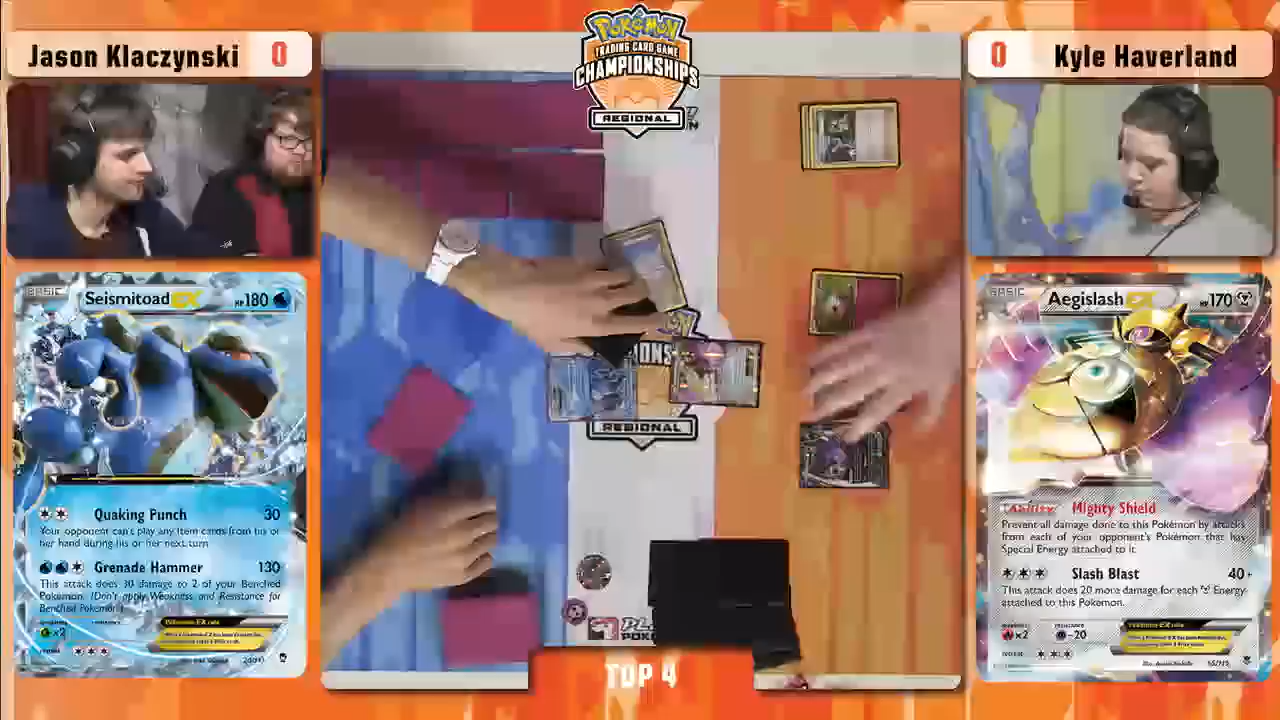 Jason Klaczynski 0
POKéMON
TRADING CARD GAME
CHAMPIONSHIPS
REGIONAL
0 Kyle Haverland
BASIC Seismitoad EX HP180
Quaking Punch 30
Your opponent can't play any Item cards from his or
her hand during his or her next turn.
Grenade Hammer 130
This attack does 30 damage to 2 of your Benched
Pokémon. (Don't apply Weakness and Resistance for
Benched Pokémon.)
x2
BASIC Aegislash EX HP170
Ability Mighty Shield
Prevent all damage done to this Pokémon by attacks
from each of your opponent's Pokémon that has
Special Energy attached to it.
Slash Blast 40+
This attack does 20 more damage for each Energy
attached to this Pokémon.
x2 -20
REGIONAL
TOP 4